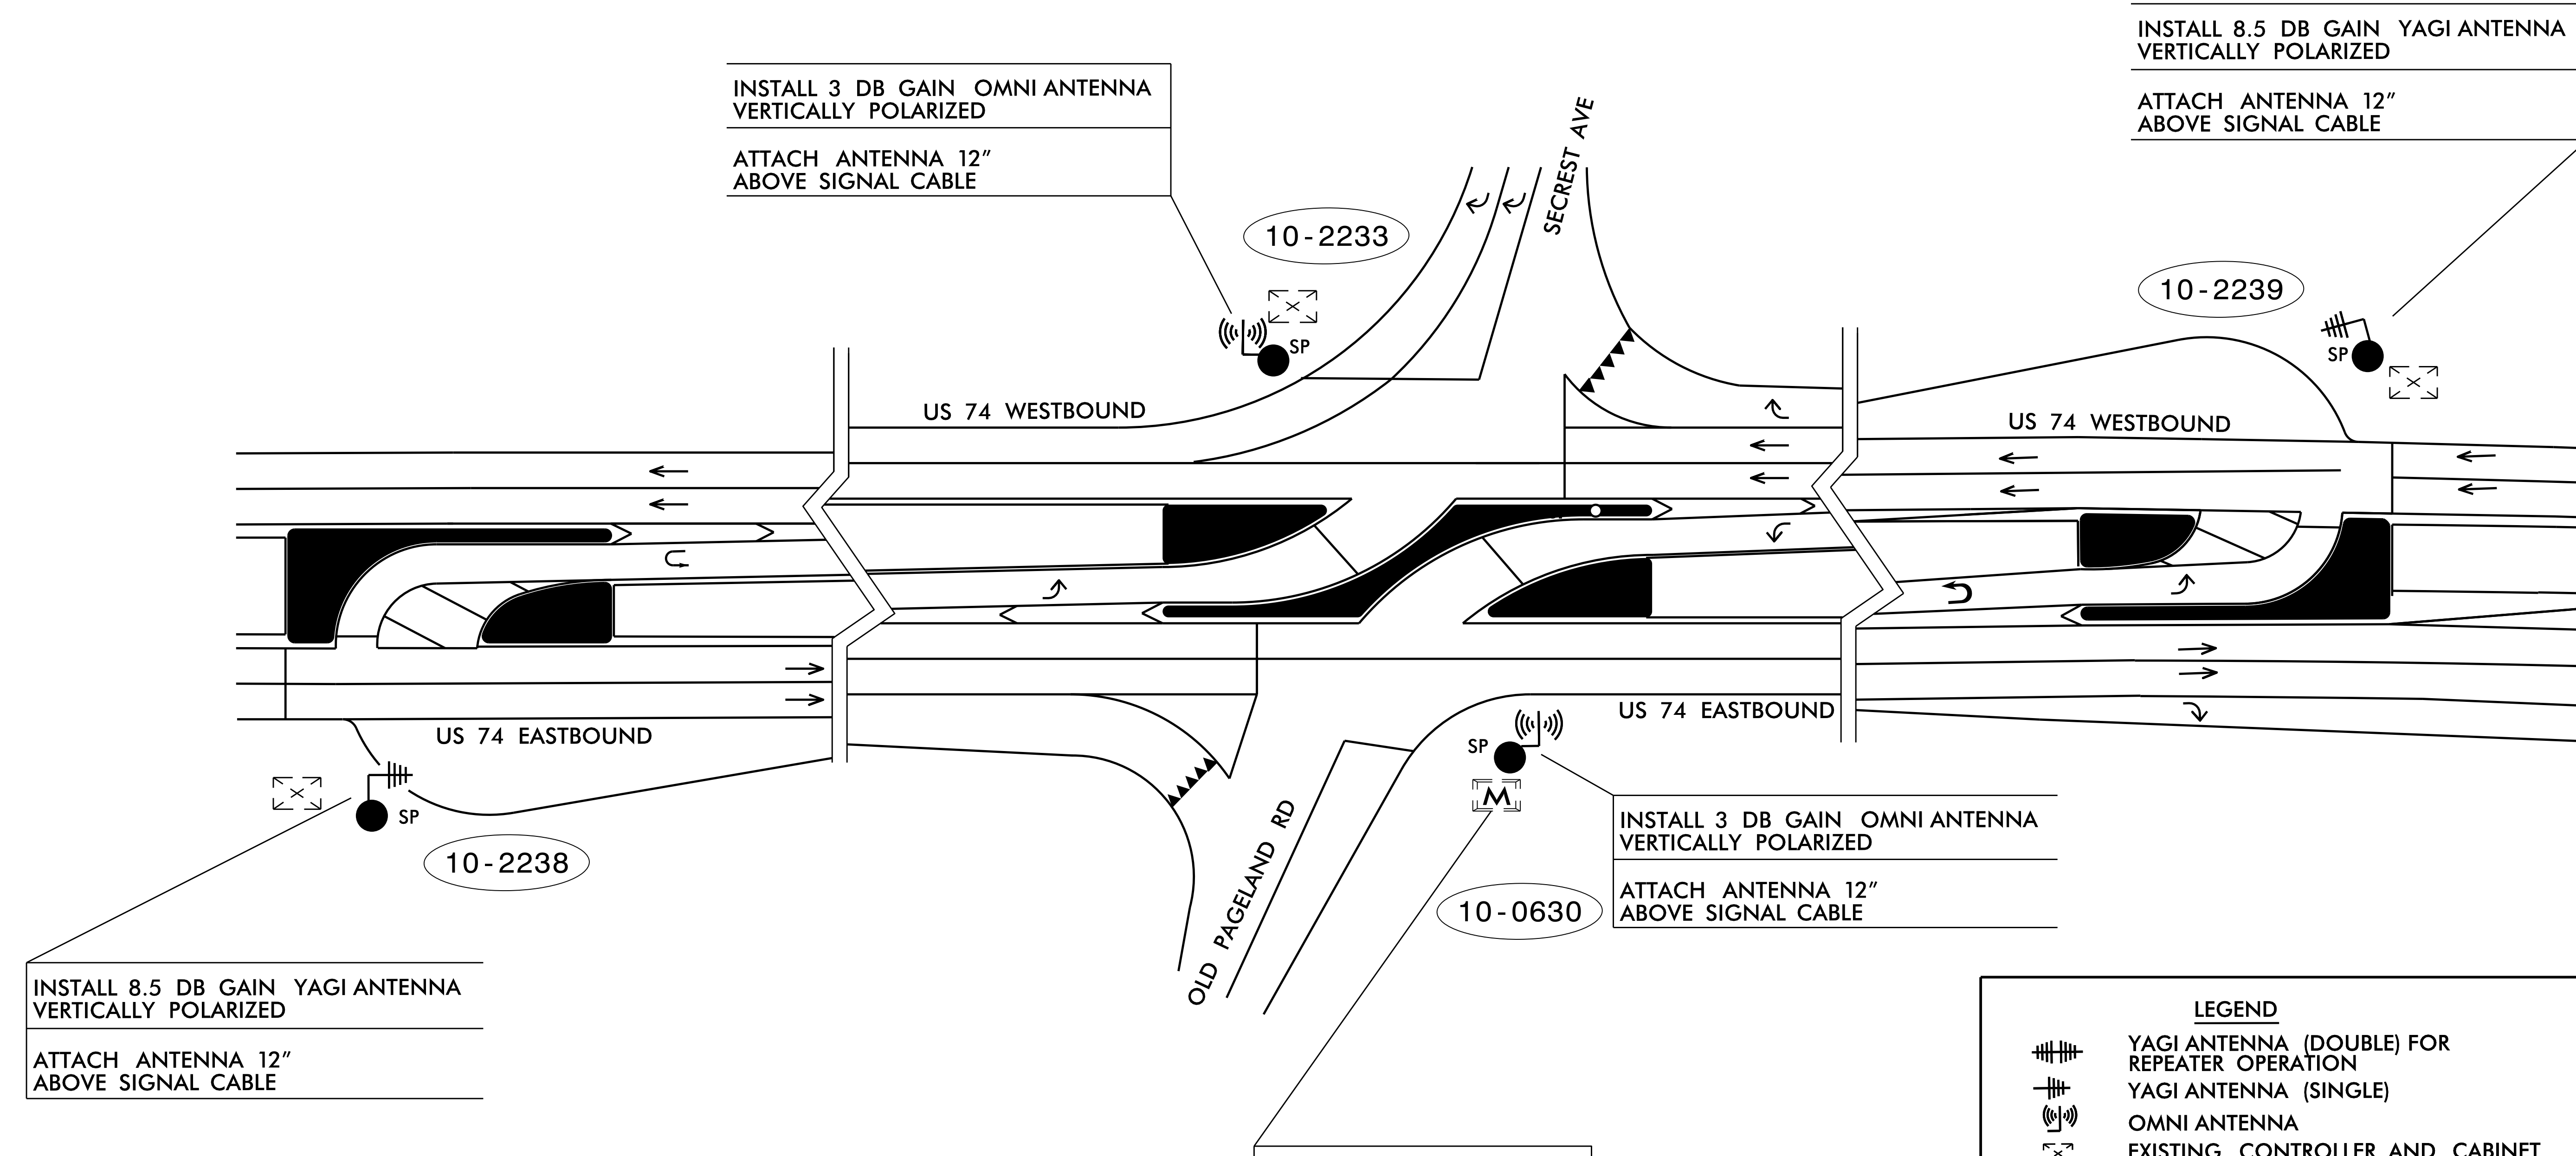 INSTALL 8.5 DB GAIN YAGI ANTENNA
VERTICALLY POLARIZED
ATTACH ANTENNA 12"
ABOVE SIGNAL CABLE
INSTALL 3 DB GAIN OMNI ANTENNA
VERTICALLY POLARIZED
ATTACH ANTENNA 12"
ABOVE SIGNAL CABLE
SECREST AVE
10-2233
SP
10-2239
SP
US 74 WESTBOUND
US 74 WESTBOUND
US 74 EASTBOUND
US 74 EASTBOUND
SP
10-2238
SP
M
10-0630
OLD PAGELAND RD
INSTALL 3 DB GAIN OMNI ANTENNA
VERTICALLY POLARIZED
ATTACH ANTENNA 12"
ABOVE SIGNAL CABLE
INSTALL 8.5 DB GAIN YAGI ANTENNA
VERTICALLY POLARIZED
ATTACH ANTENNA 12"
ABOVE SIGNAL CABLE
LEGEND
YAGI ANTENNA (DOUBLE) FOR
REPEATER OPERATION
YAGI ANTENNA (SINGLE)
OMNI ANTENNA
EXISTING CONTROLLER AND CABINET